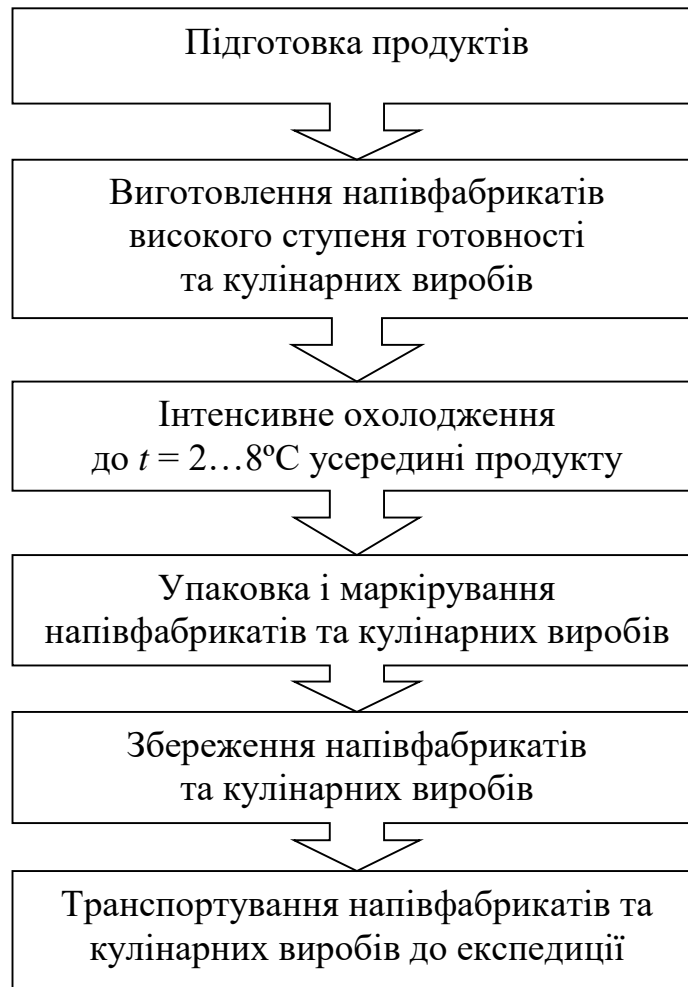 Підготовка продуктів
Виготовлення напівфабрикатів
високого ступеня готовності
та кулінарних виробів
Інтенсивне охолодження
до t = 2…8ºС усередині продукту
Упаковка і маркірування
напівфабрикатів та кулінарних виробів
Збереження напівфабрикатів
та кулінарних виробів
Транспортування напівфабрикатів та
кулінарних виробів до експедиції